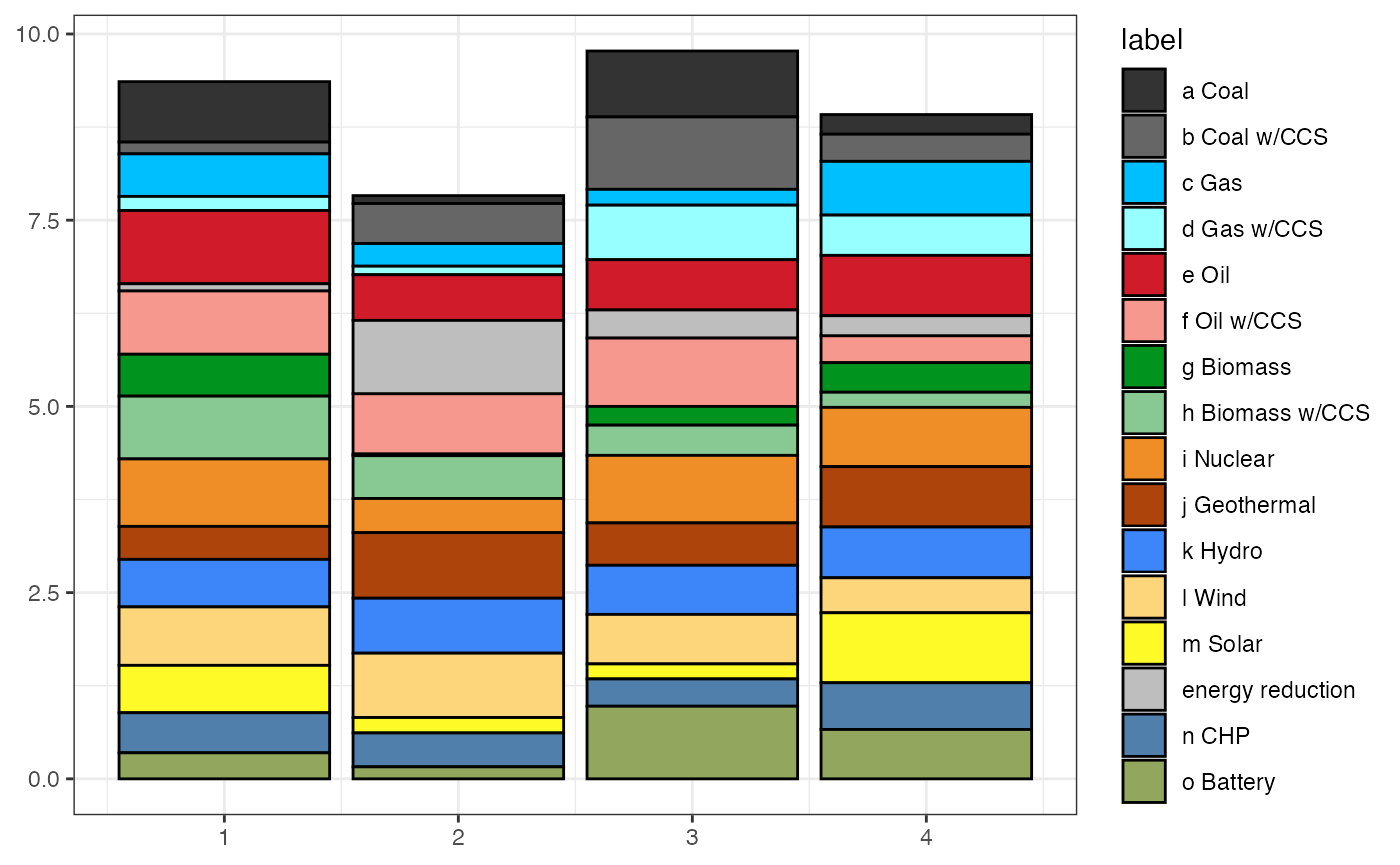 10.0
7.5
5.0
2.5
0.0
1 2 3 4
label
a Coal
b Coal w/CCS
c Gas
d Gas w/CCS
e Oil
f Oil w/CCS
g Biomass
h Biomass w/CCS
i Nuclear
j Geothermal
k Hydro
l Wind
m Solar
energy reduction
n CHP
o Battery